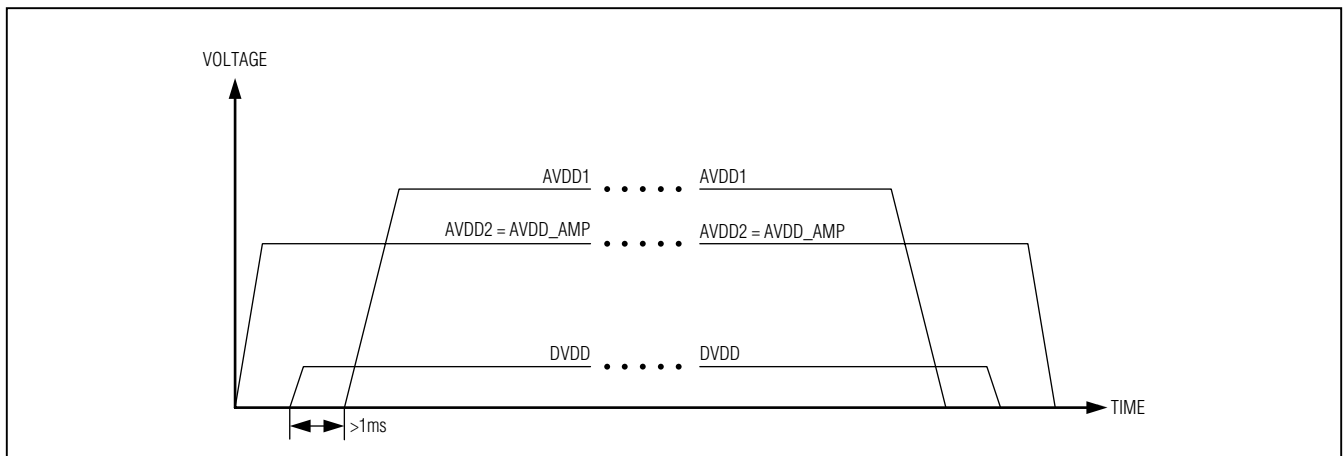 VOLTAGE
AVDD1 AVDD1
AVDD2 = AVDD_AMP AVDD2 = AVDD_AMP
DVDD DVDD
TIME
>1ms